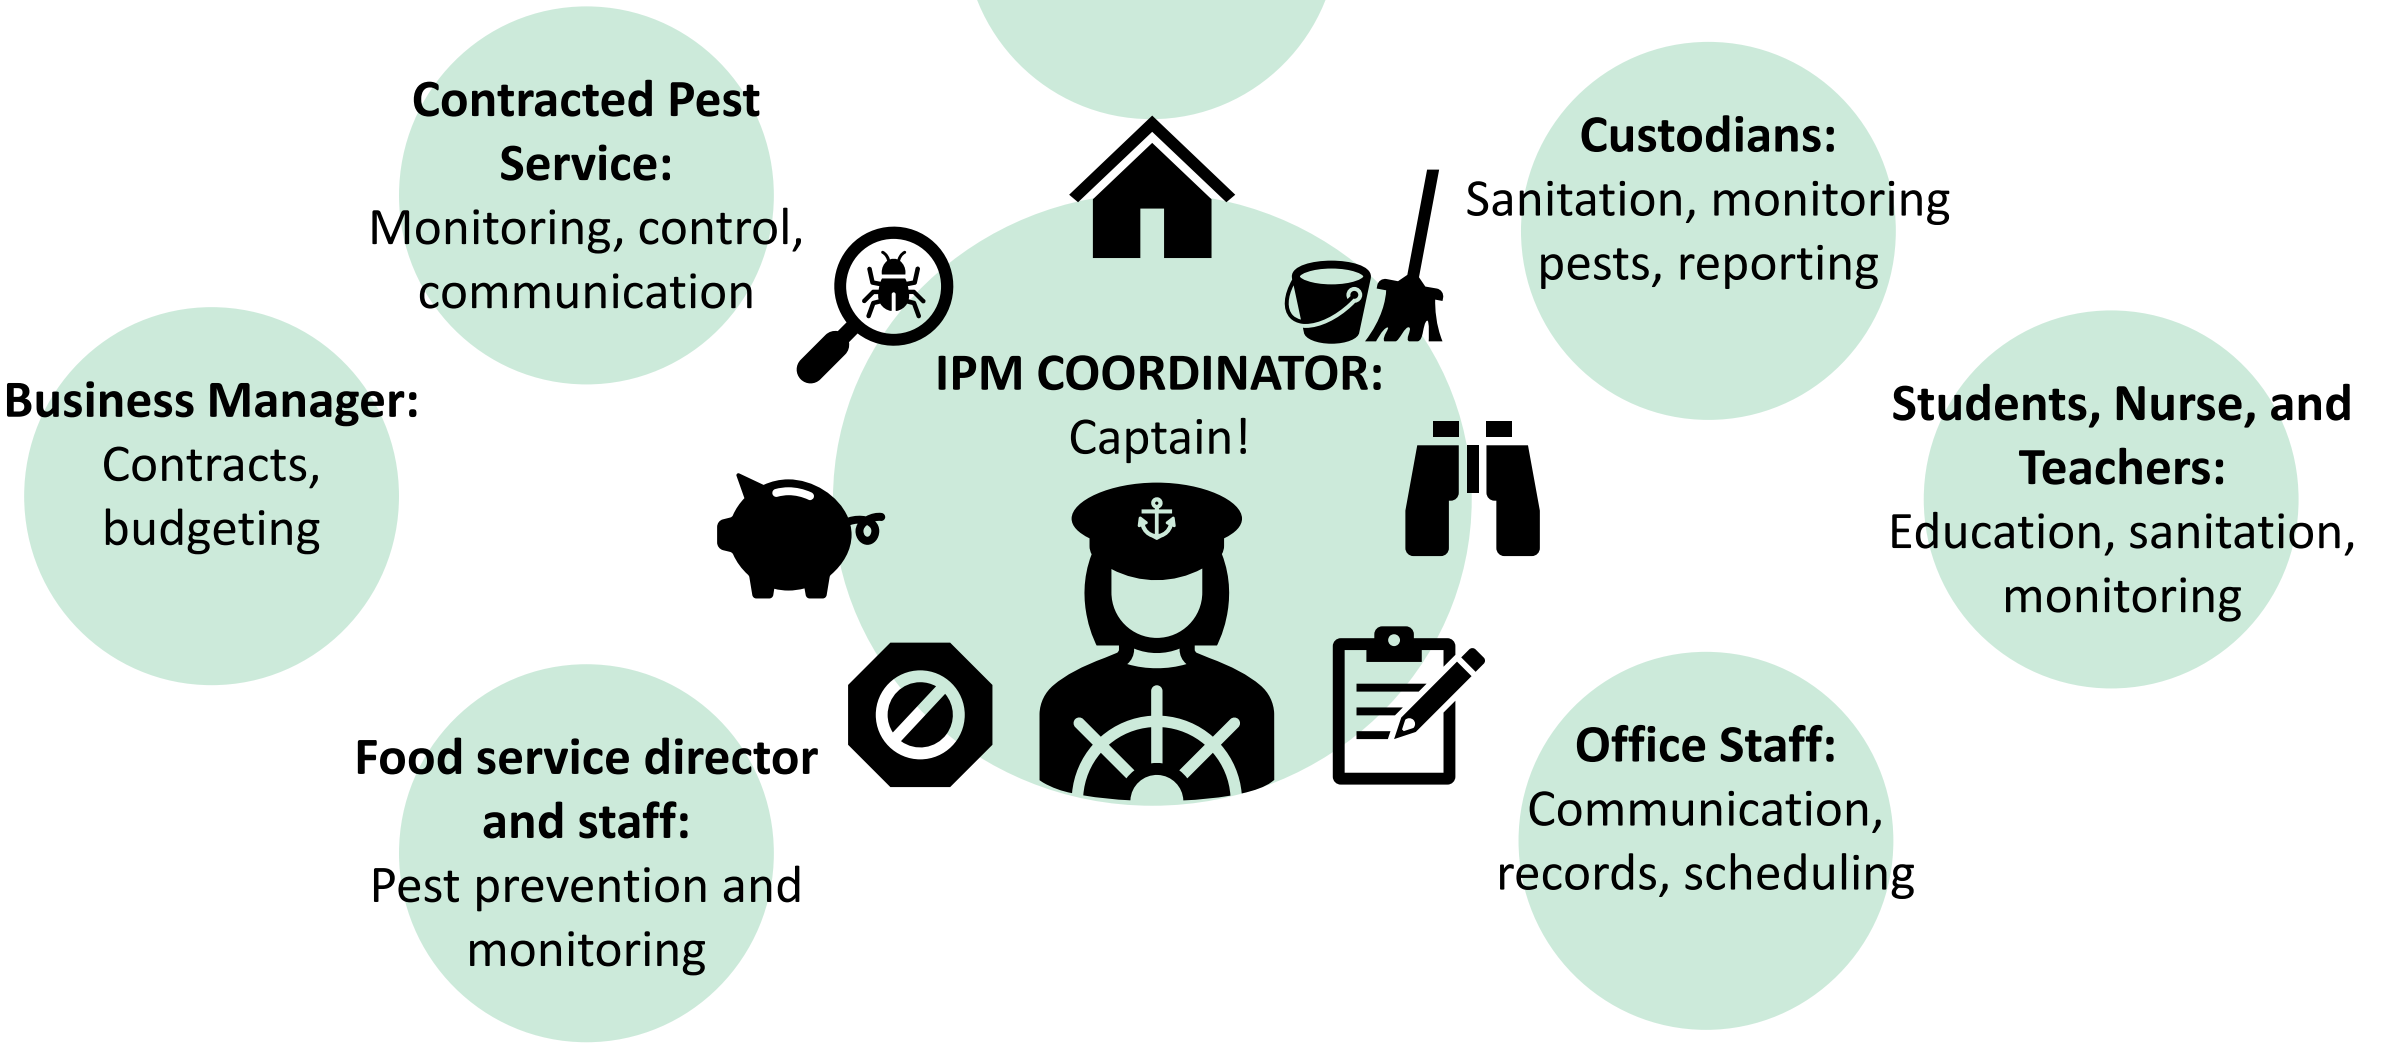 Contracted Pest
Service:
Monitoring, control,
communication
Custodians:
Sanitation, monitoring
pests, reporting
Business Manager:
Contracts,
budgeting
IPM COORDINATOR:
Captain!
Students, Nurse, and
Teachers:
Education, sanitation,
monitoring
Food service director
and staff:
Pest prevention and
monitoring
Office Staff:
Communication,
records, scheduling